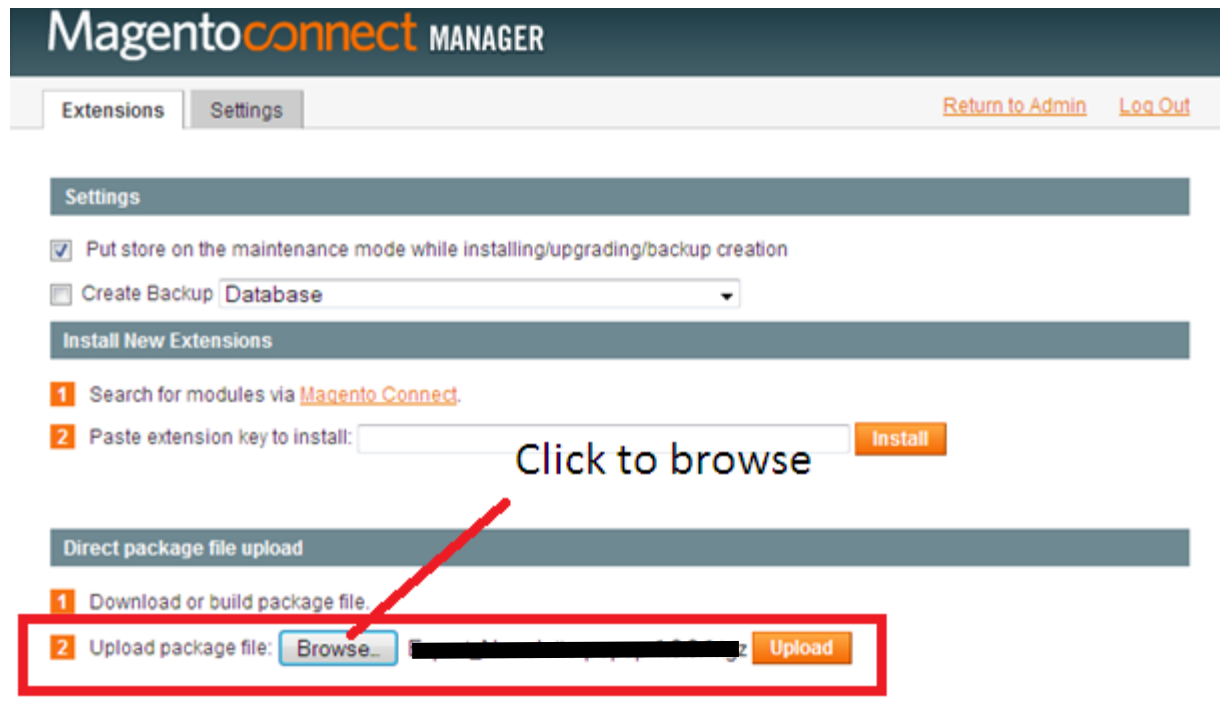 Magentoconnect MANAGER
Extensions Settings Return to Admin Log Out
Settings
Put store on the maintenance mode while installing/upgrading/backup creation
Create Backup Database
Install New Extensions
1 Search for modules via Magento Connect.
2 Paste extension key to install: Install
Click to browse
Direct package file upload
1 Download or build package file.
2 Upload package file: Browse... Upload